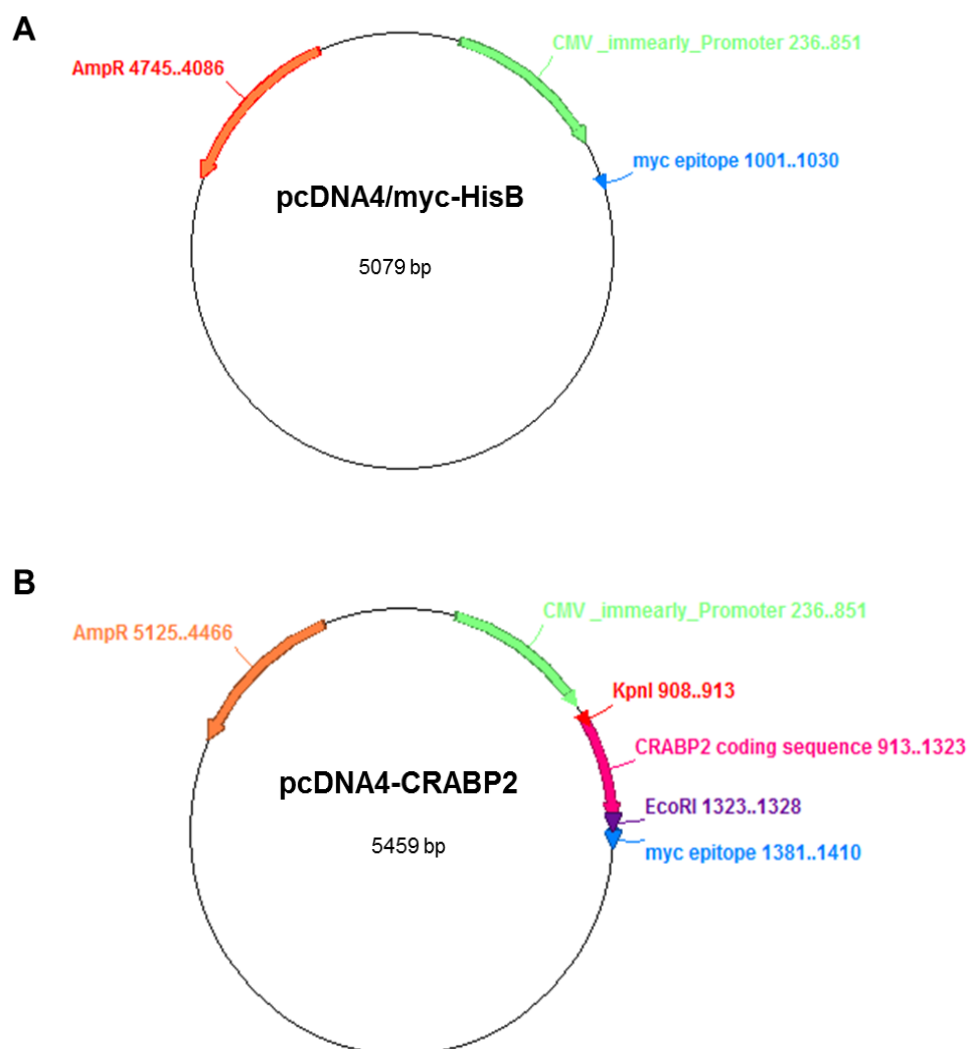 A
CMV _immearly_Promoter 236..851
AmpR 4745..4086
myc epitope 1001..1030
pcDNA4/myc-HisB
5079 bp
B
CMV _immearly_Promoter 236..851
AmpR 5125..4466
KpnI 908..913
CRABP2 coding sequence 913..1323
pcDNA4-CRABP2
EcoRI 1323..1328
5459 bp
myc epitope 1381..1410